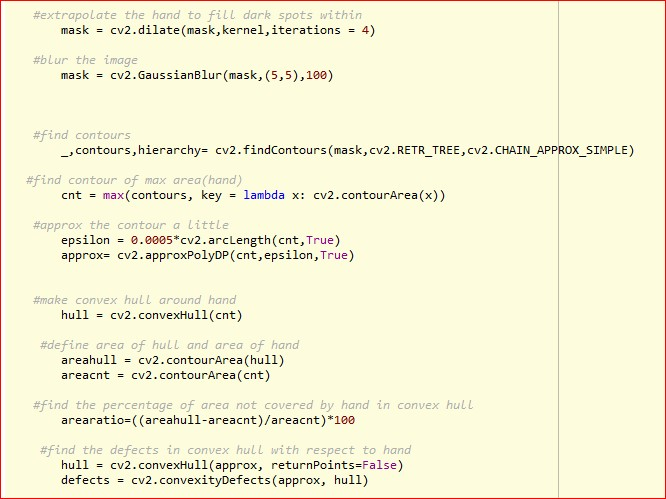 #extrapolate the hand to fill dark spots within
mask = cv2.dilate(mask,kernel,iterations = 4)
#blur the image
mask = cv2.GaussianBlur(mask,(5,5),100)
#find contours
_,contours,hierarchy= cv2.findContours(mask,cv2.RETR_TREE,cv2.CHAIN_APPROX_SIMPLE)
#find contour of max area(hand)
cnt = max(contours, key = lambda x: cv2.contourArea(x))
#approx the contour a little
epsilon = 0.0005*cv2.arcLength(cnt,True)
approx= cv2.approxPolyDP(cnt,epsilon,True)
#make convex hull around hand
hull = cv2.convexHull(cnt)
#define area of hull and area of hand
areahull = cv2.contourArea(hull)
areacnt = cv2.contourArea(cnt)
#find the percentage of area not covered by hand in convex hull
arearatio=((areahull-areacnt)/areacnt)*100
#find the defects in convex hull with respect to hand
hull = cv2.convexHull(approx, returnPoints=False)
defects = cv2.convexityDefects(approx, hull)